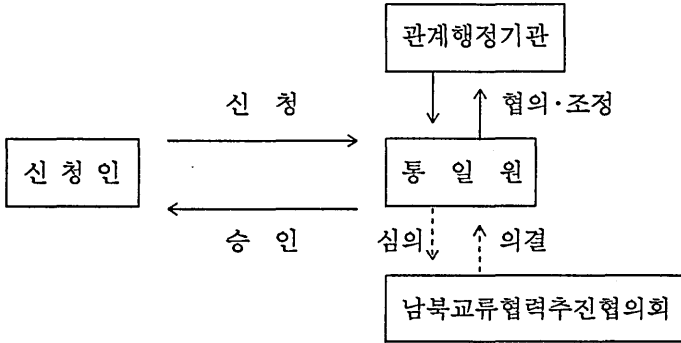 관계행정기관
신 청
협의·조정
신 청 인
통 일 원
승 인
심의
의결
남북교류협력추진협의회